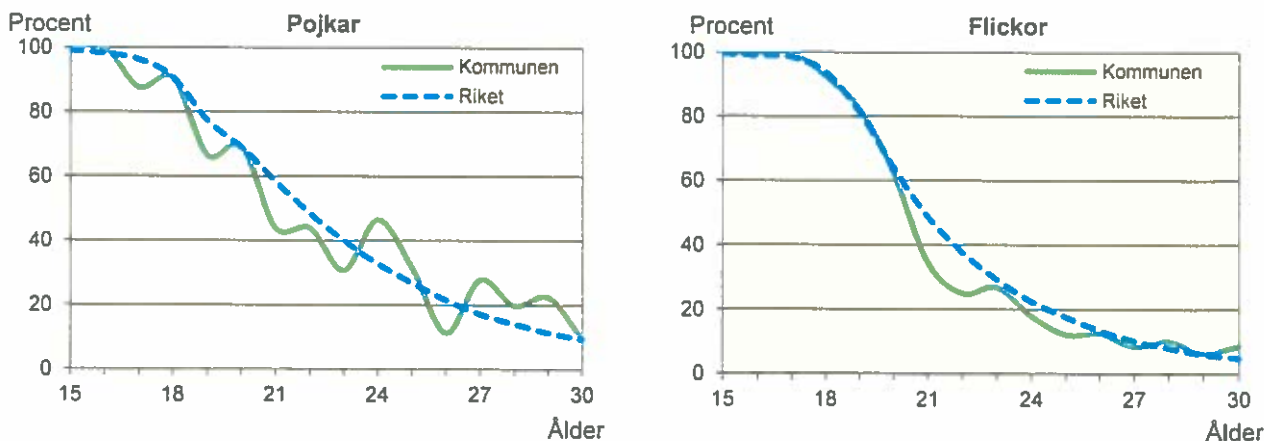 Procent
Pojkar
100
80
60
40
20
0
Kommunen
Riket
15 18 21 24 27 30
Ålder
Procent
Flickor
100
80
60
40
20
0
Kommunen
Riket
15 18 21 24 27 30
Ålder